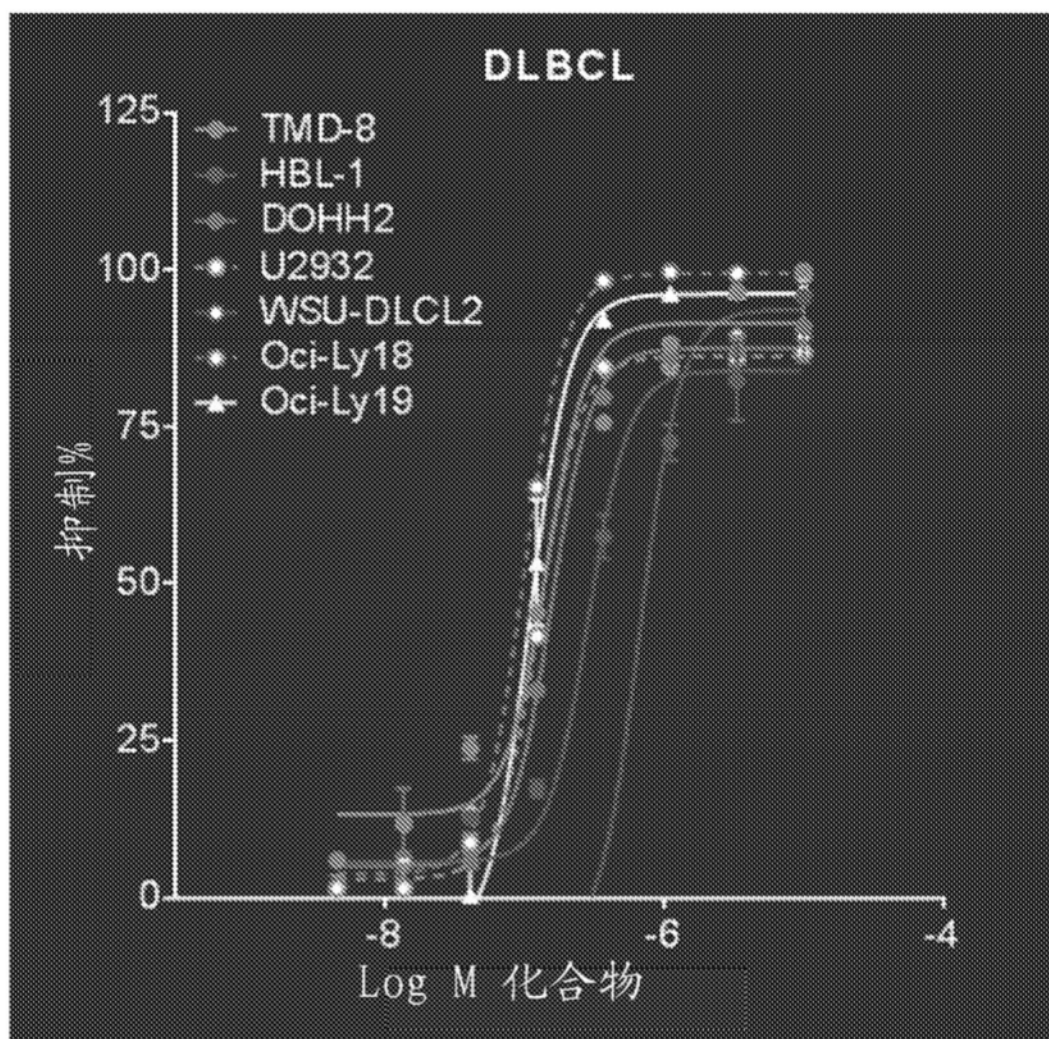 DLBCL
125
100
75
50
25
0
TMD-8
HBL-1
DOHH2
U2932
WSU-DLCL2
Oci-Ly18
Oci-Ly19
抑制%
-8
-6
-4
Log M 化合物